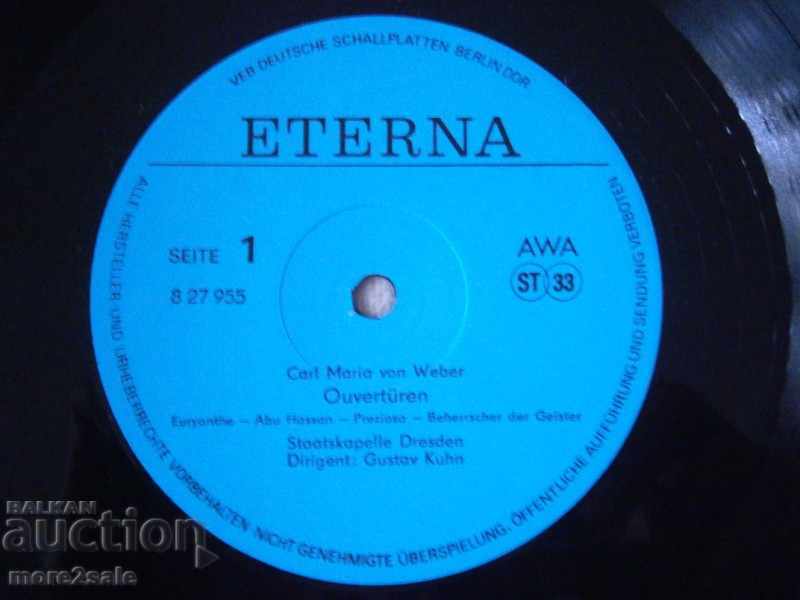 VEB DEUTSCHE SCHALLPLATTEN BERLIN DDR
ETERNA
SEITE 1
8 27 955
AWA
ST 33
Carl Maria von Weber
Ouvertüren
Euryanthe – Abu Hassan – Preziosa – Beherrscher der Geister
Staatskapelle Dresden
Dirigent: Gustav Kuhn
ALLE HERSTELLER- UND URHEBERRECHTE VORBEHALTEN NICHT GENEHMIGTE ÜBERSPIELUNG, ÖFFENTLICHE AUFFÜHRUNG UND SENDUNG VERBOTEN
BALKAN
auction
more2sale